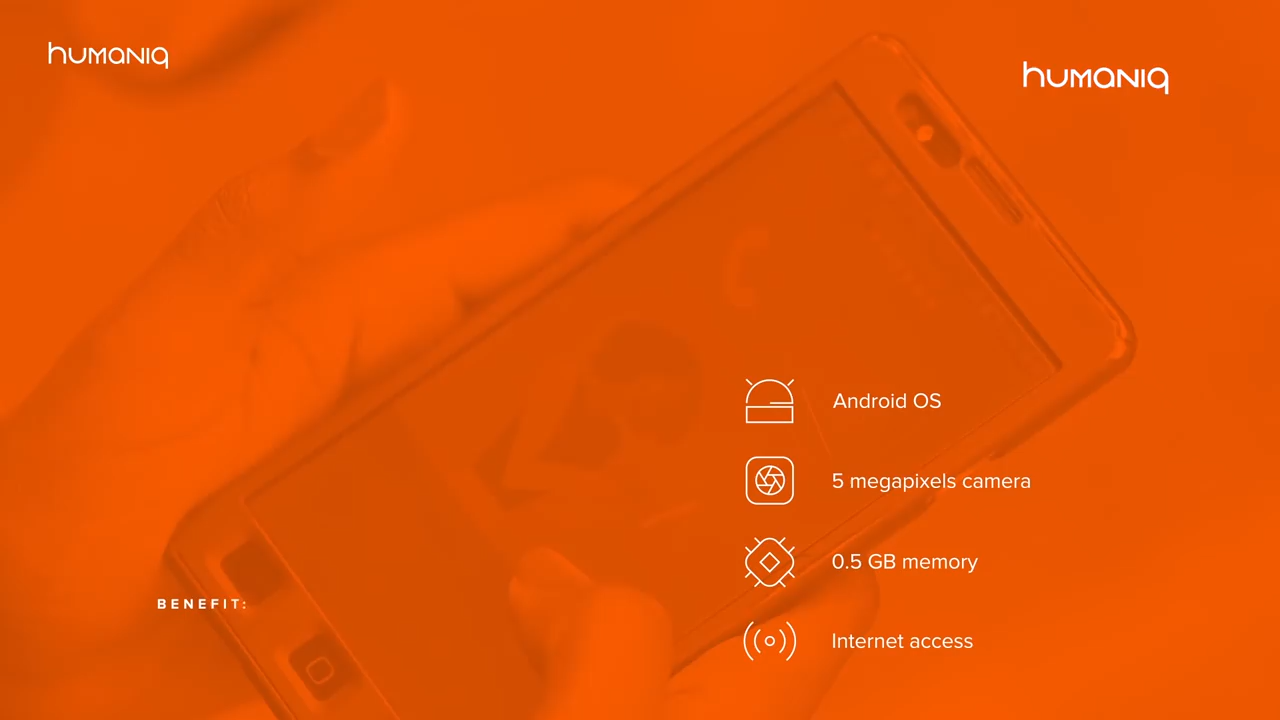 humaniq
humaniq
Android OS
5 megapixels camera
0.5 GB memory
BENEFIT:
Internet access